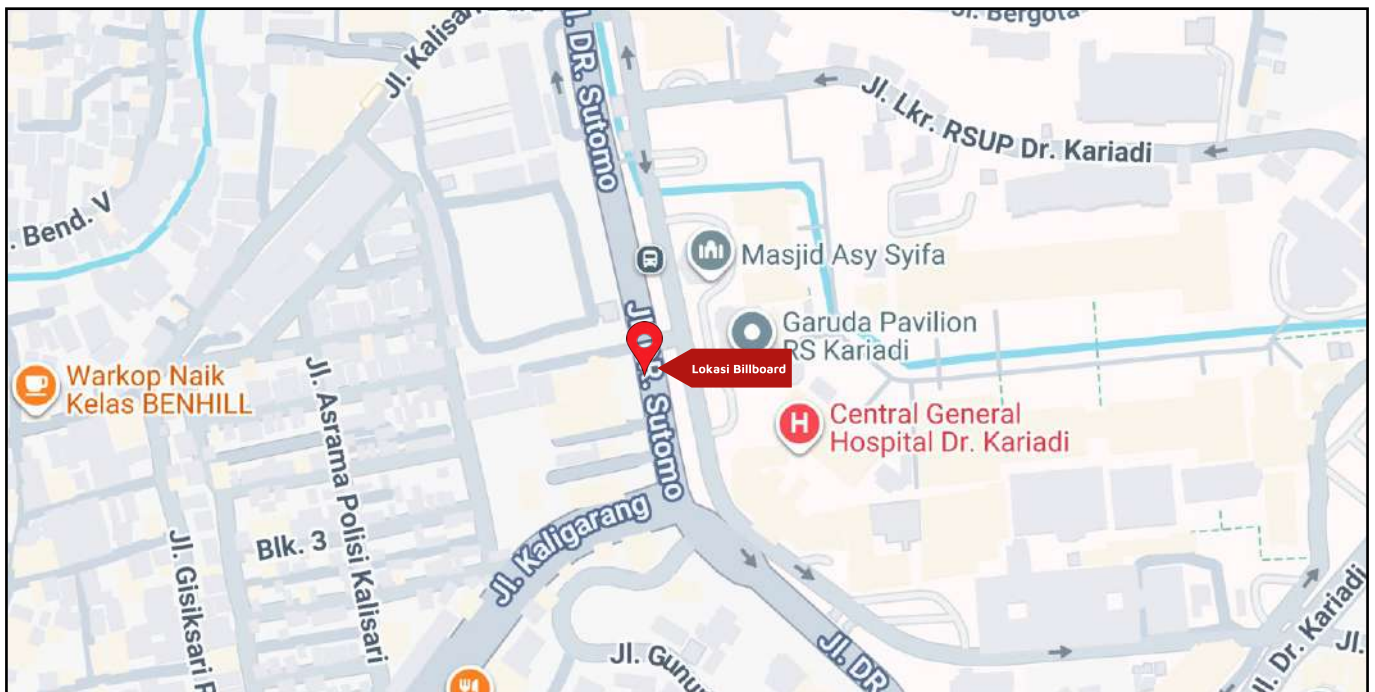 Jl. Kalisari
Jl. Bergota
l. DR. Sutomo
Jl. Lkr. RSUP Dr. Kariadi
. Bend. V
Masjid Asy Syifa
Garuda Pavilion
RS Kariadi
Lokasi Billboard
Warkop Naik
Kelas BENHILL
Central General
Hospital Dr. Kariadi
H
Sutomo
Jl. Asrama Polisi Kalisari
Blk. 3
Jl. Kaligarang
Jl. Gisiksari
Jl. Gunu
Jl. DR
Jl. Dr. Kariadi
Jl.